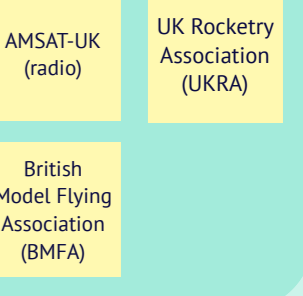 AMSAT-UK
(radio)
UK Rocketry
Association
(UKRA)
British
Model Flying
Association
(BMFA)